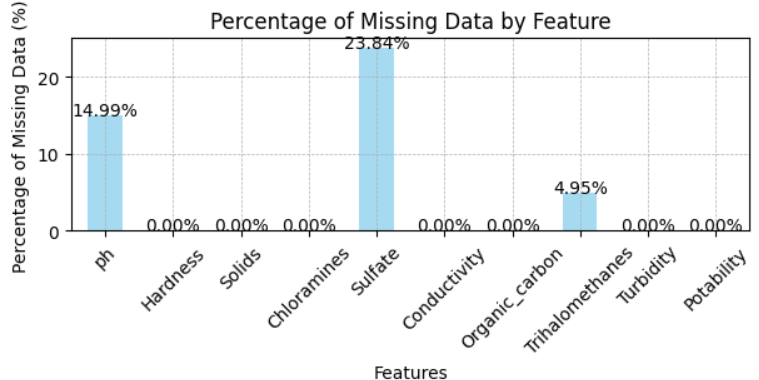 Percentage of Missing Data by Feature
Percentage of Missing Data (%)
20
10
0
14.99%
0.00%
0.00%
0.00%
23.84%
0.00%
0.00%
4.95%
0.00%
0.00%
ph
Hardness
Solids
Chloramines
Sulfate
Conductivity
Organic_carbon
Trihalomethanes
Turbidity
Potability
Features